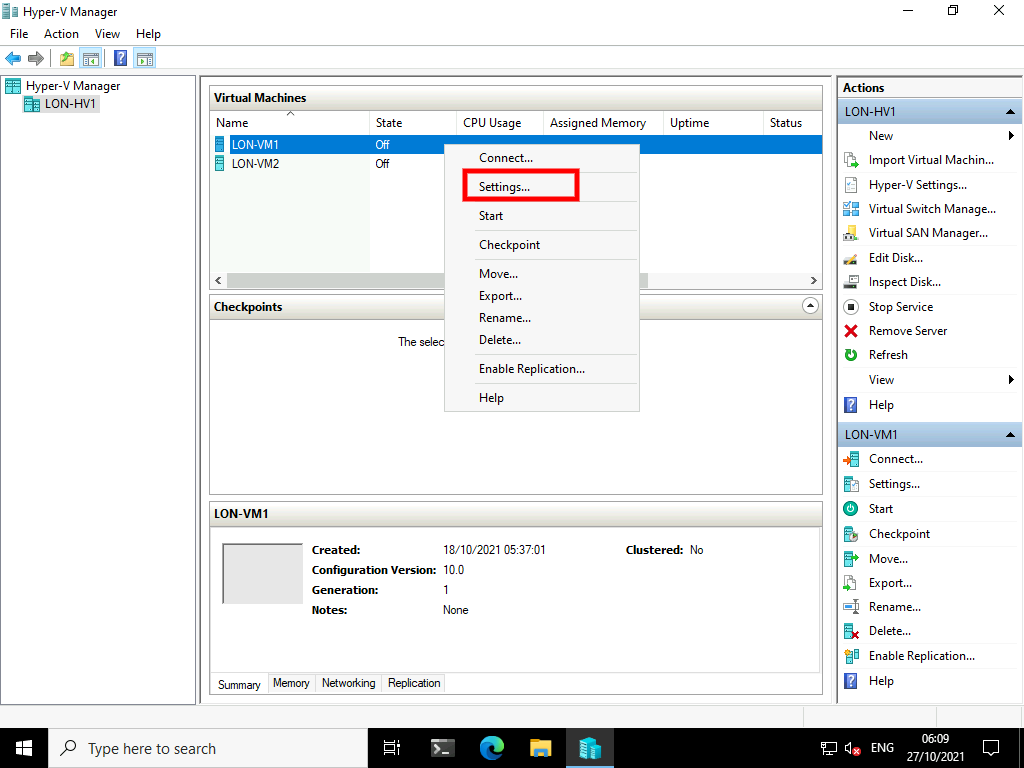 Hyper-V Manager
File Action View Help
Hyper-V Manager
LON-HV1
Virtual Machines
Name State CPU Usage Assigned Memory Uptime Status
LON-VM1 Off
LON-VM2 Off
Connect...
Settings...
Start
Checkpoint
Move...
Export...
Rename...
Delete...
Enable Replication...
Help
Checkpoints
The selec
LON-VM1
Created: 18/10/2021 05:37:01 Clustered: No
Configuration Version: 10.0
Generation: 1
Notes: None
Summary Memory Networking Replication
Actions
LON-HV1
New
Import Virtual Machin...
Hyper-V Settings...
Virtual Switch Manage...
Virtual SAN Manager...
Edit Disk...
Inspect Disk...
Stop Service
Remove Server
Refresh
View
Help
LON-VM1
Connect...
Settings...
Start
Checkpoint
Move...
Export...
Rename...
Delete...
Enable Replication...
Help
Type here to search
ENG
06:09
27/10/2021